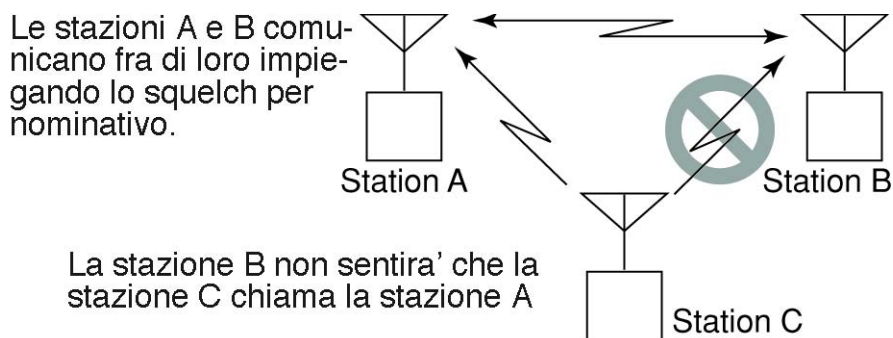 Le stazioni A e B comu-
nicano fra di loro impie-
gando lo squelch per
nominativo.
Station A
Station B
La stazione B non sentira’ che la
stazione C chiama la stazione A
Station C